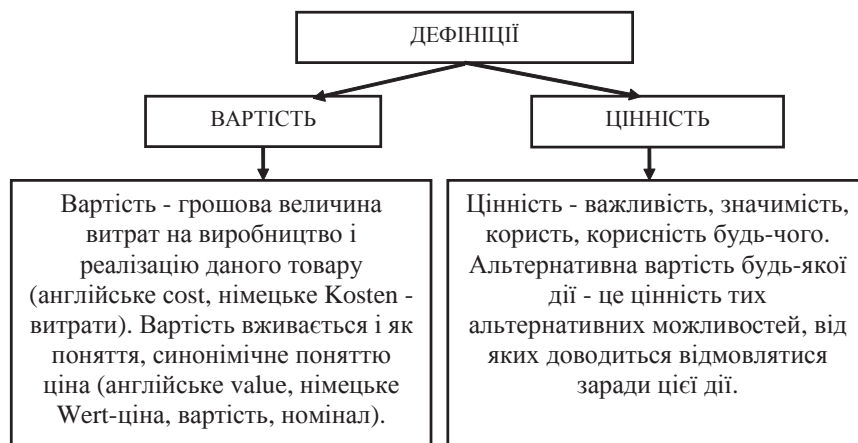 ДЕФІНІЦІЇ
ВАРТІСТЬ
ЦІННІСТЬ
Вартість - грошова величина
витрат на виробництво і
реалізацію даного товару
(англійське cost, німецьке Kosten -
витрати). Вартість вживається і як
поняття, синонімічне поняттю
ціна (англійське value, німецьке
Wert-ціна, вартість, номінал).
Цінність - важливість, значимість,
користь, корисність будь-чого.
Альтернативна вартість будь-якої
дії - це цінність тих
альтернативних можливостей, від
яких доводиться відмовлятися
заради цієї дії.